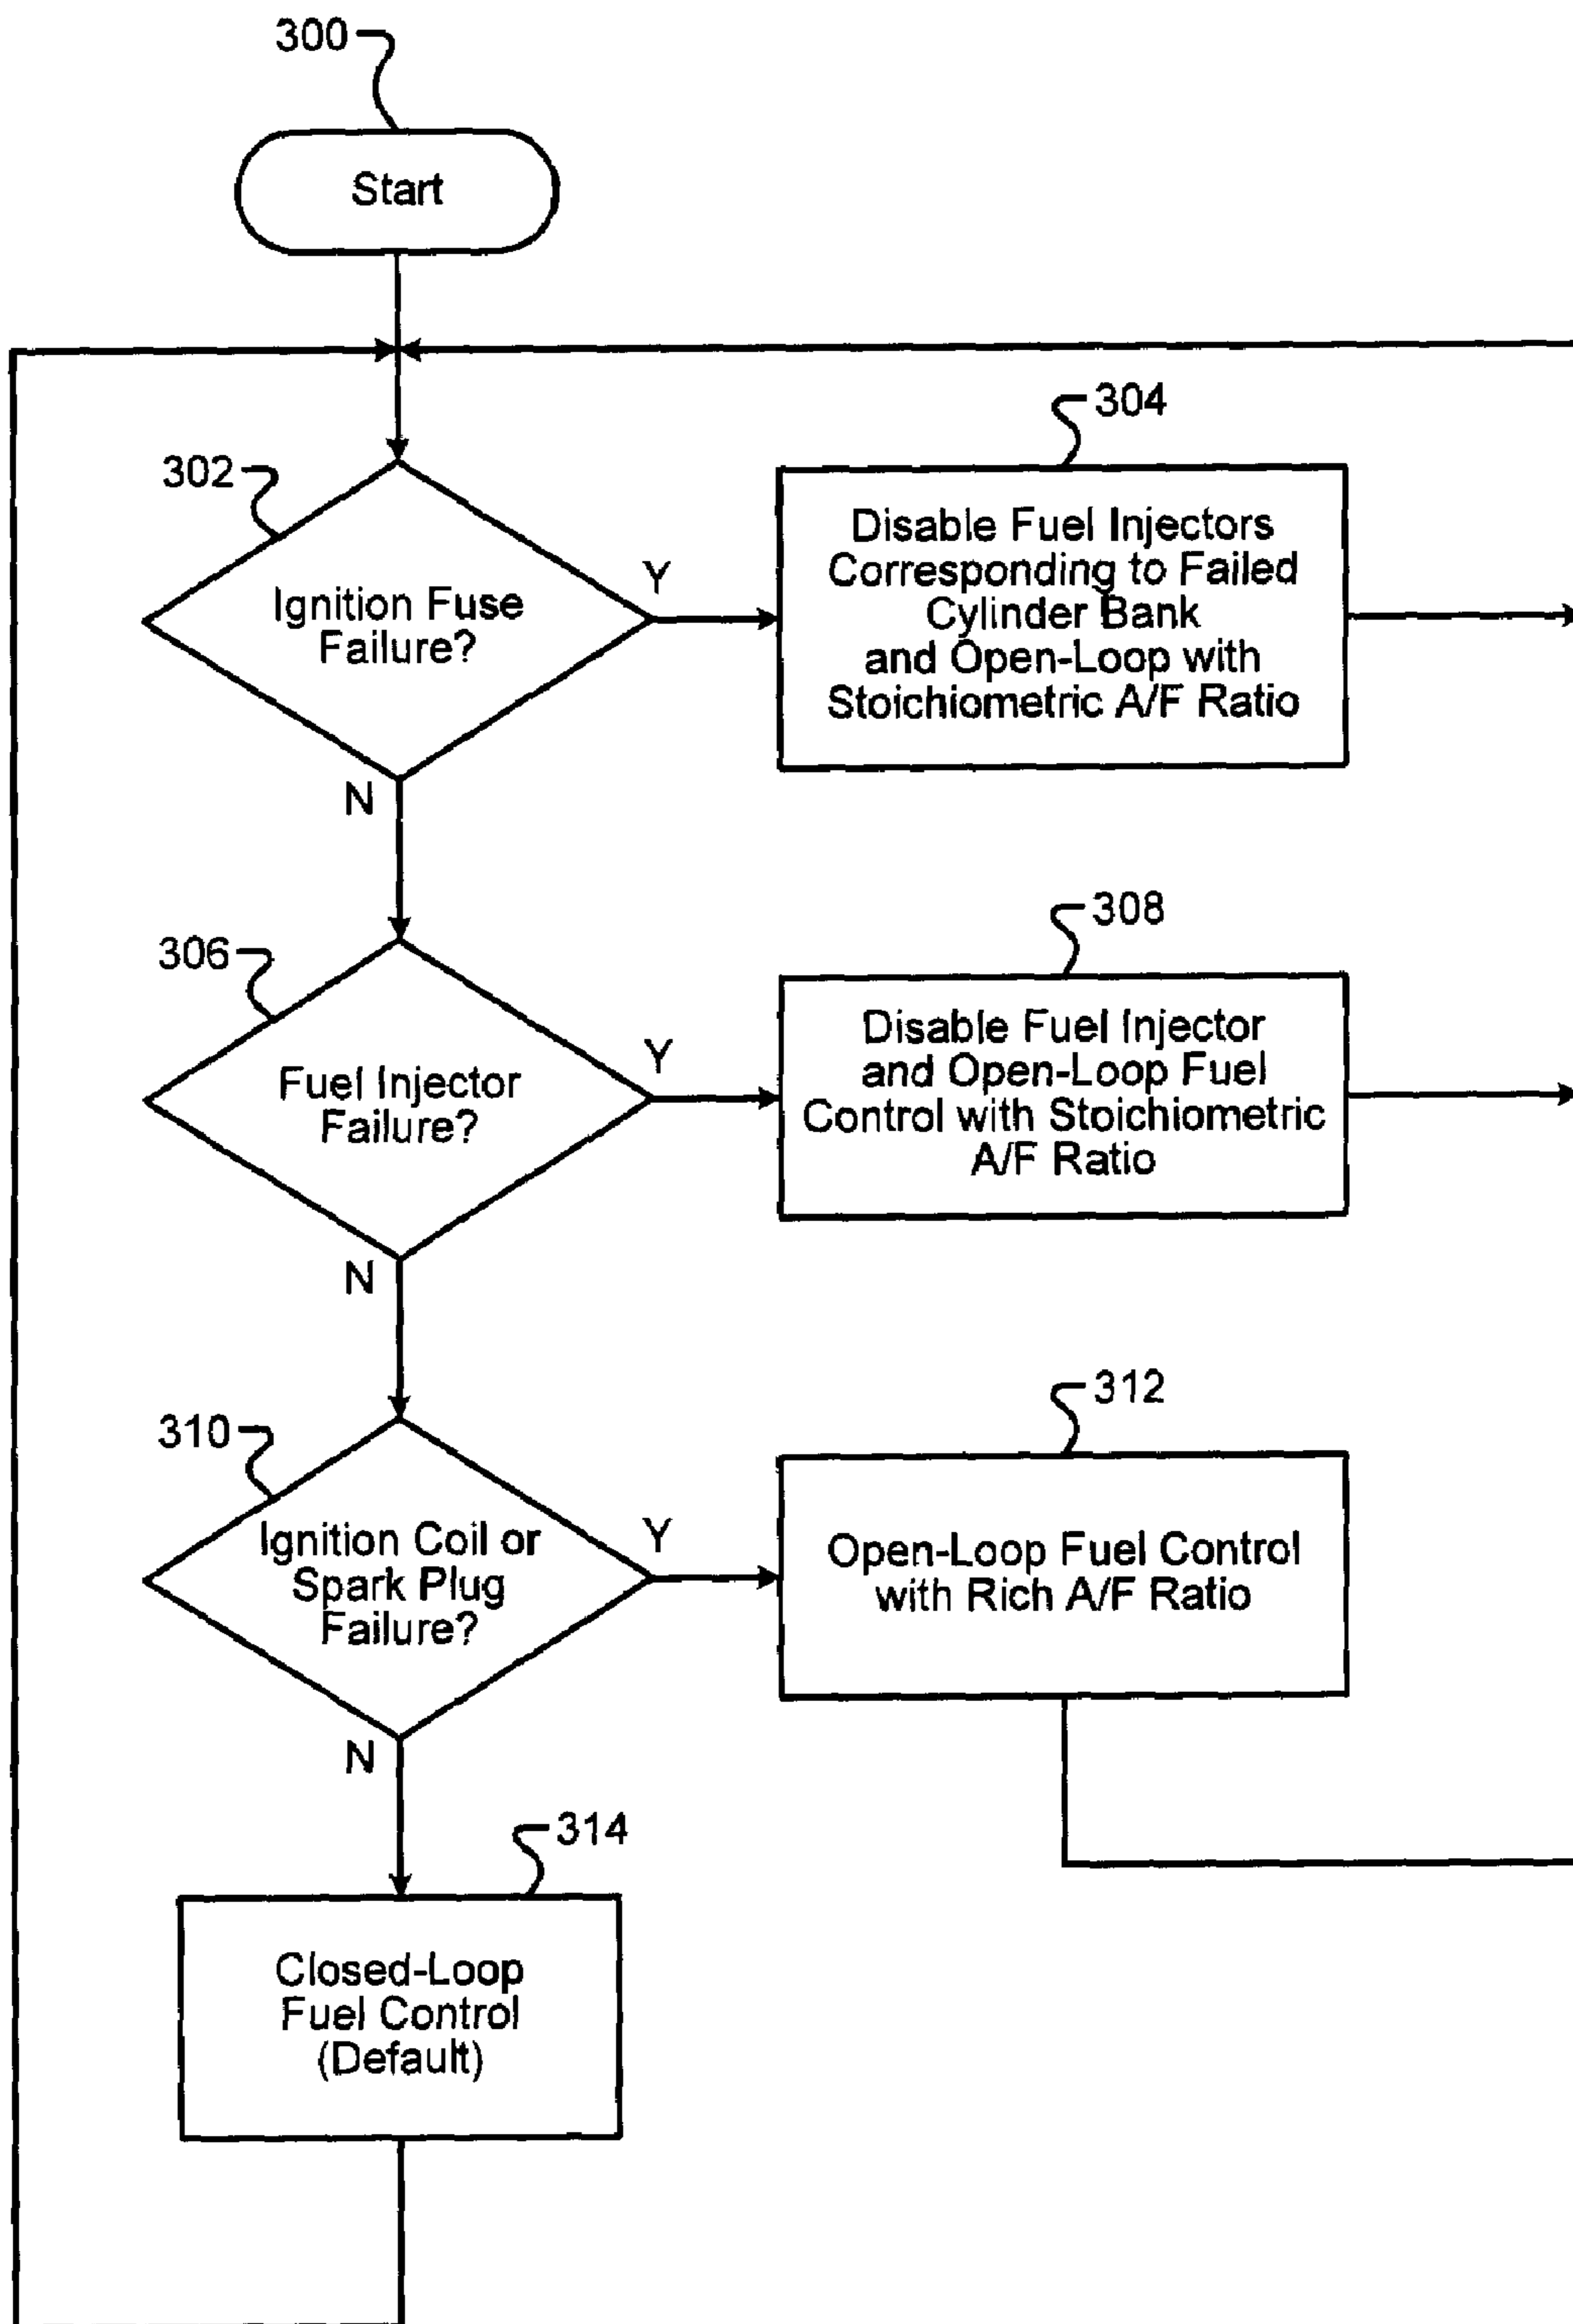 300
Start
304
302
Ignition Fuse
Failure?
Y
N
Disable Fuel Injectors
Corresponding to Failed
Cylinder Bank
and Open-Loop with
Stoichiometric A/F Ratio
308
306
Fuel Injector
Failure?
Y
N
Disable Fuel Injector
and Open-Loop Fuel
Control with Stoichiometric
A/F Ratio
312
310
Ignition Coil or
Spark Plug
Failure?
Y
N
Open-Loop Fuel Control
with Rich A/F Ratio
314
Closed-Loop
Fuel Control
(Default)